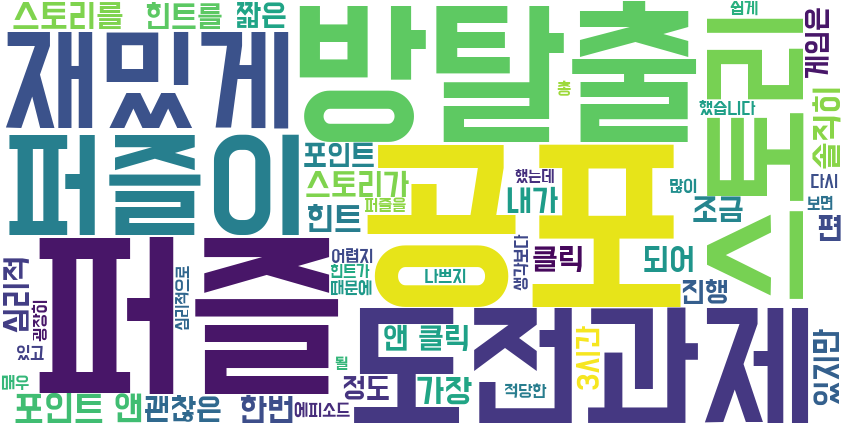 스토리를 힌트를 짧은 쉽게
재밌게 방탈출 총 스토리 게임은
했습니다 솔직히
퍼즐이 포인트 공포 했는데 많이 다시
스토리가 퍼즐을 내가 조금 보면
힌트 편
퍼즐 어렵지 나쁘지 생각보다 클릭 되어
심리적 심리적으로 힌트가
굉장히 때문에 진행
있고 도전과제 앤 클릭 3시간 있지만
매우 될 정도 가장 적당한
포인트 앤 괜찮은 한번 에피소드